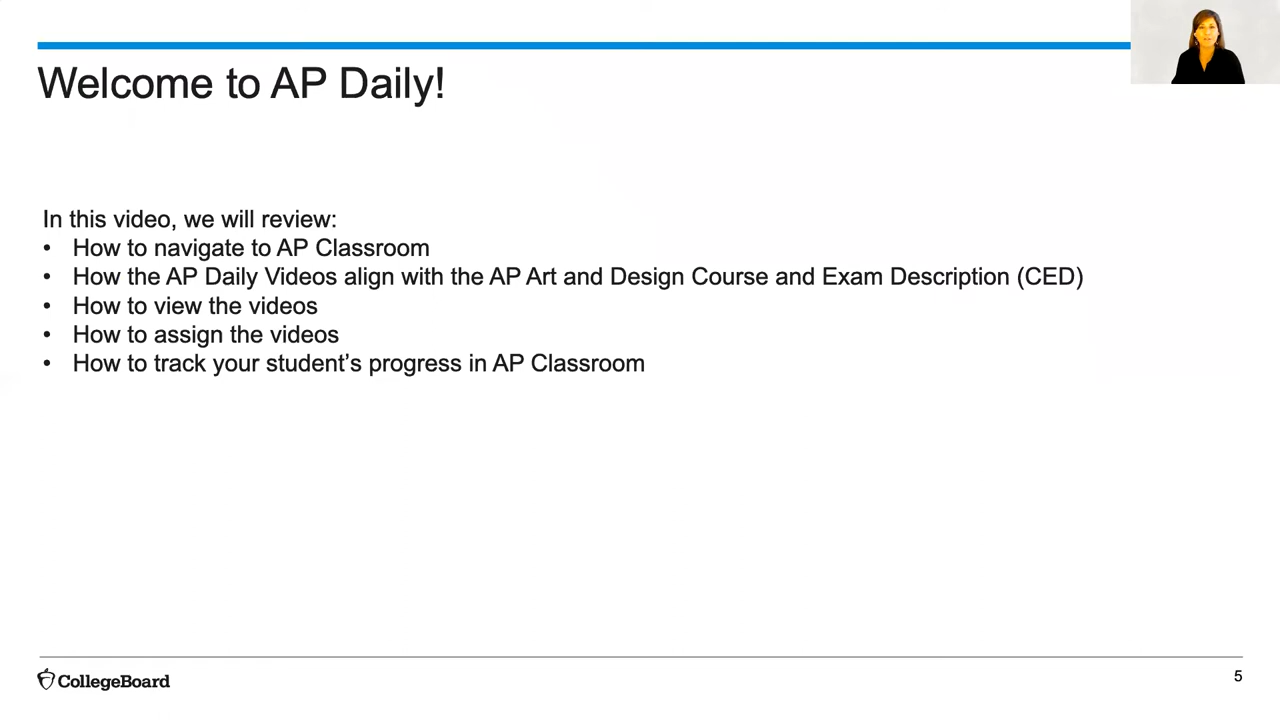 Welcome to AP Daily!
In this video, we will review:
• How to navigate to AP Classroom
• How the AP Daily Videos align with the AP Art and Design Course and Exam Description (CED)
• How to view the videos
• How to assign the videos
• How to track your student’s progress in AP Classroom
CollegeBoard
5